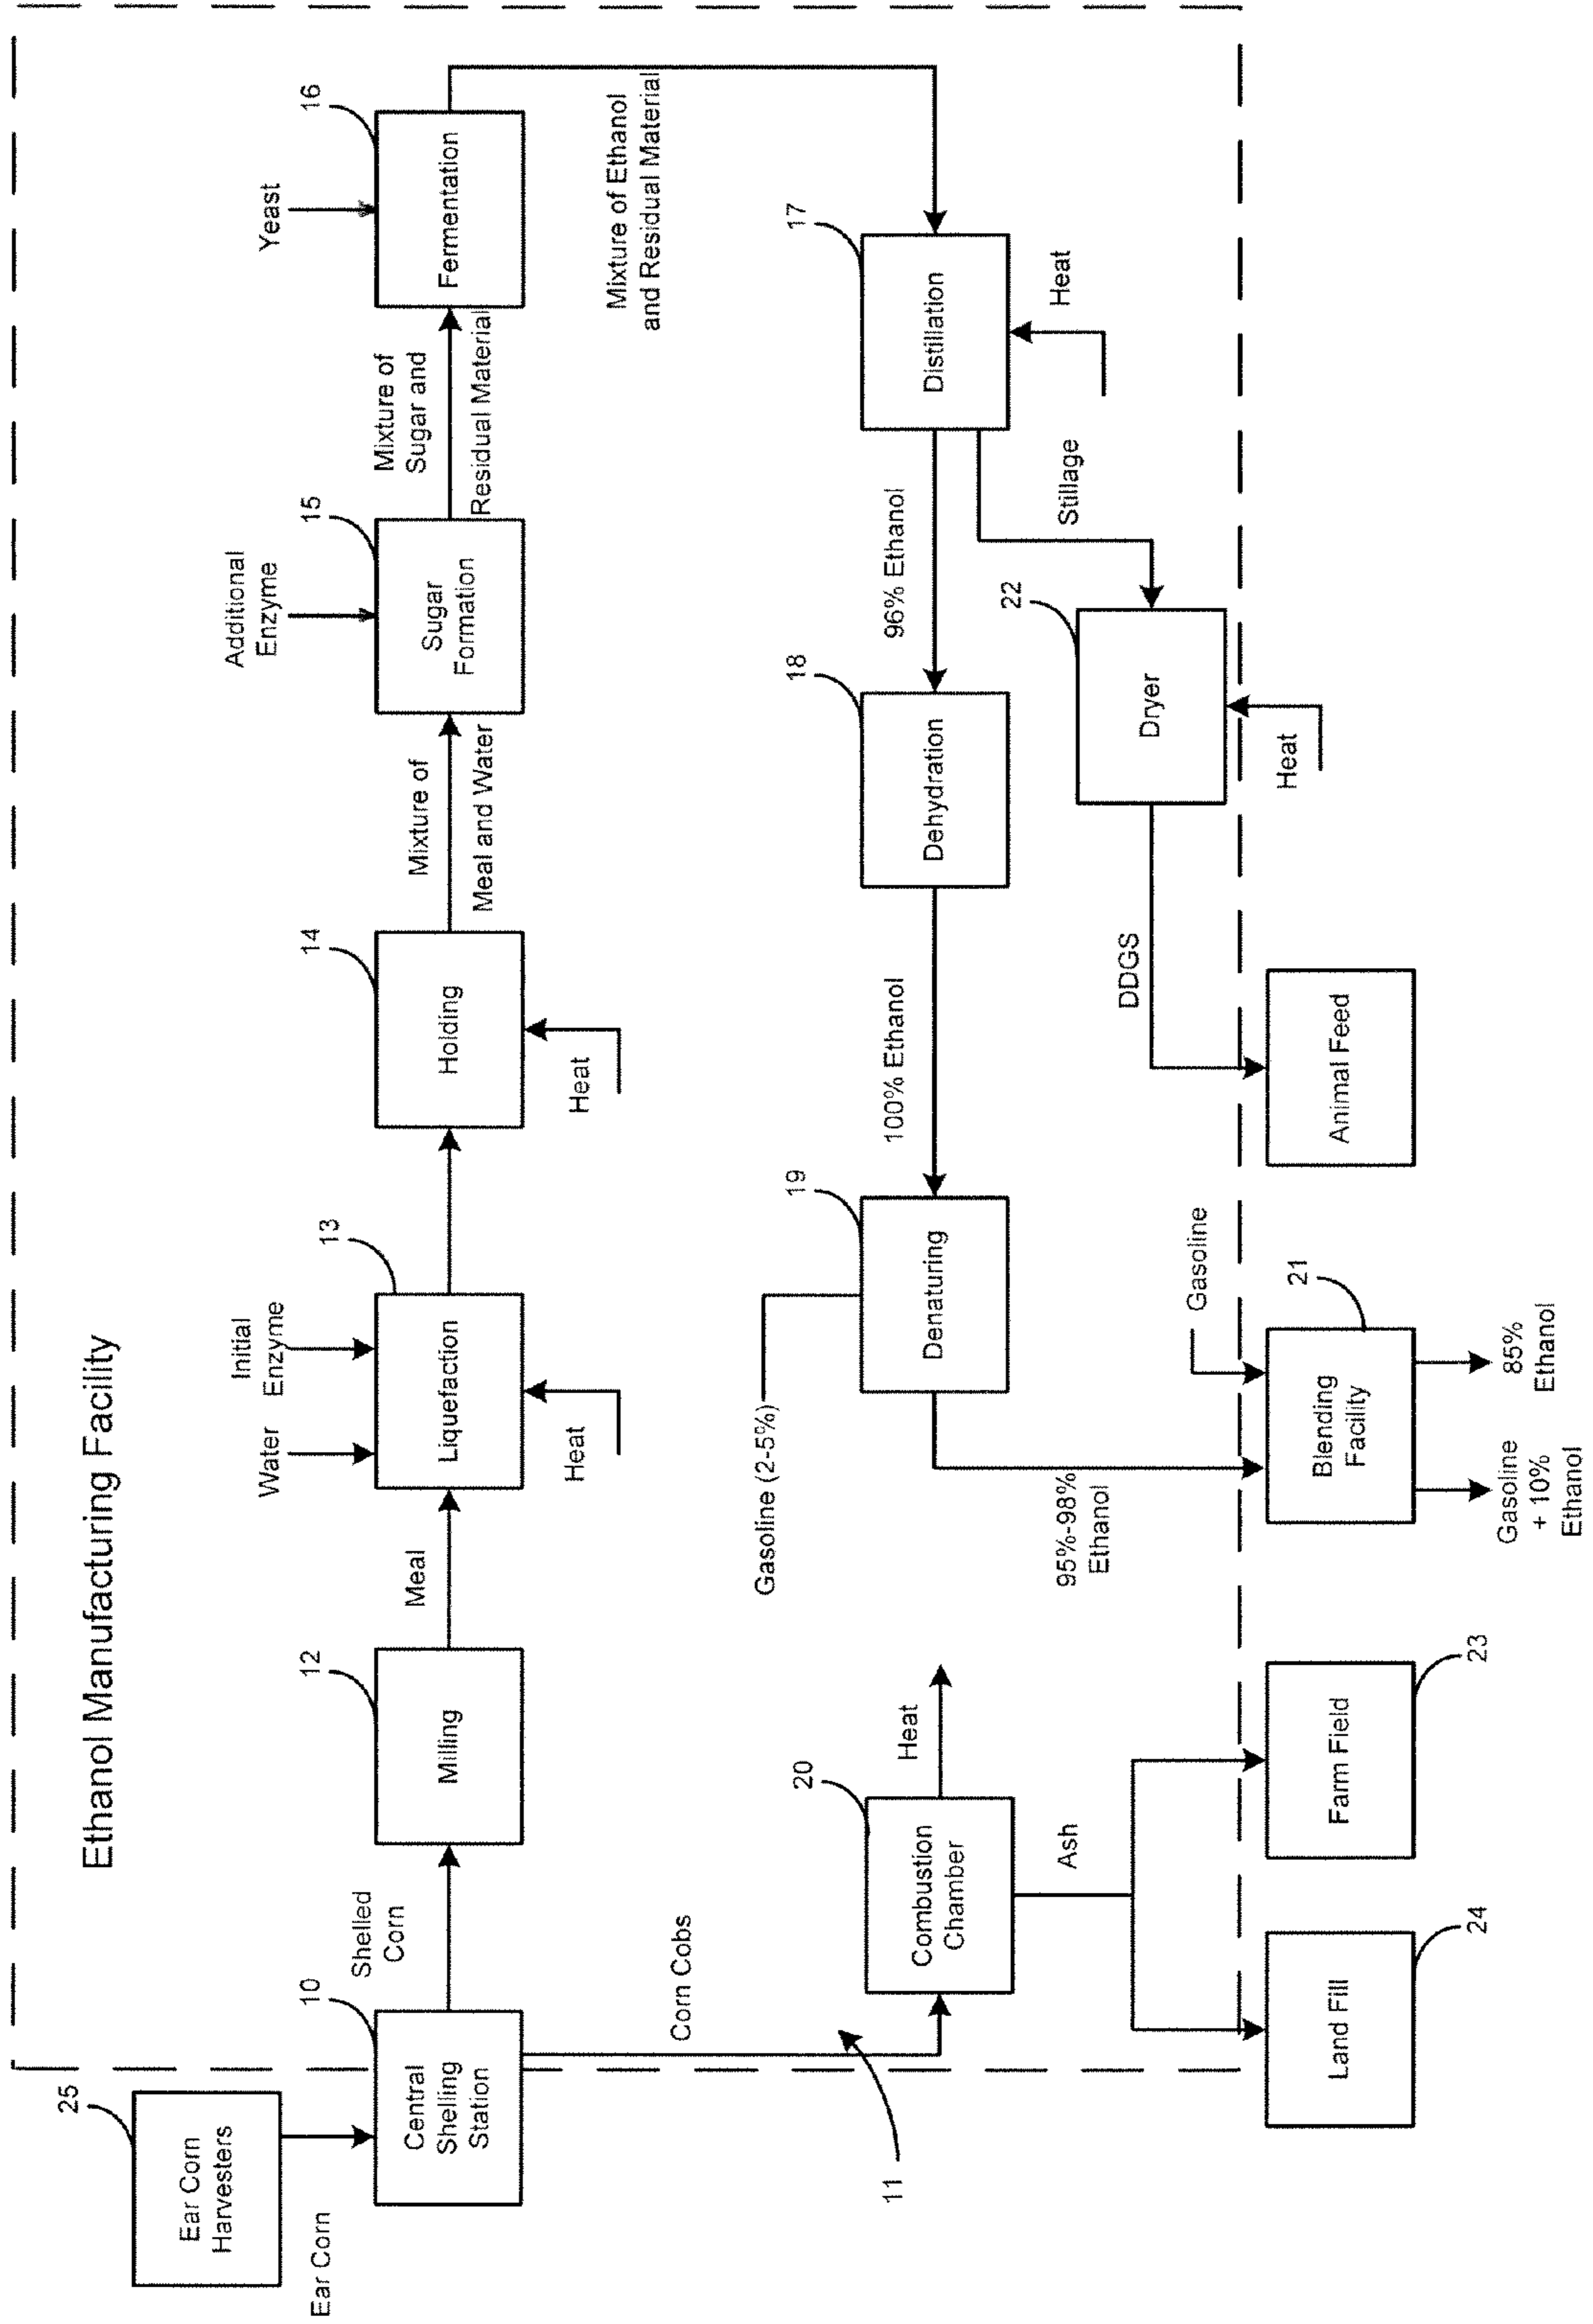 Ethanol Manufacturing Facility
25
Ear Corn
Harvesters
Ear Corn
10
Central
Shelling
Station
Shelled
Corn
12
Milling
Meal
Water
Initial
Enzyme
13
Liquefaction
Heat
14
Holding
Heat
Mixture of
Meal and Water
Additional
Enzyme
15
Sugar
Formation
Mixture of
Sugar and
Residual Material
Yeast
16
Fermentation
Mixture of Ethanol
and Residual Material
Corn Cobs
11
20
Combustion
Chamber
Heat
Ash
Gasoline (2-5%)
19
Denaturing
95%-98%
Ethanol
100% Ethanol
18
Dehydration
96% Ethanol
17
Distillation
Heat
Stillage
22
Dryer
Heat
DDGS
Land Fill
24
Farm Field
23
Gasoline
Blending
Facility
21
Gasoline
+ 10%
Ethanol
85%
Ethanol
Animal Feed